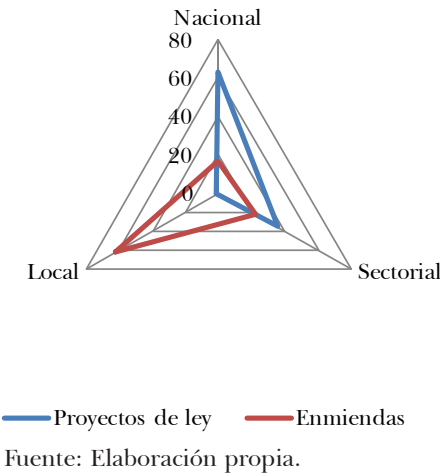 Nacional
80
60
40
20
0
Local
Sectorial
Proyectos de ley
Enmiendas
Fuente: Elaboración propia.